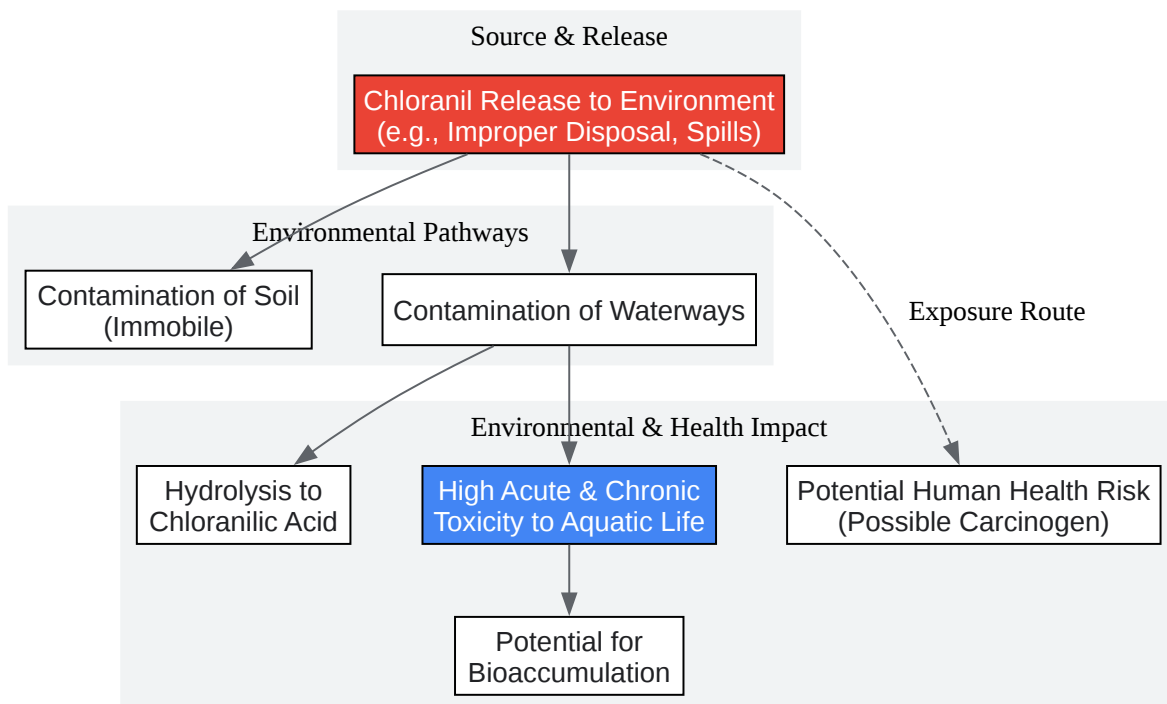 Source & Release
Chloranil Release to Environment
(e.g., Improper Disposal, Spills)
Environmental Pathways
Contamination of Soil
(Immobile)
Contamination of Waterways
Exposure Route
Environmental & Health Impact
Hydrolysis to
Chloranilic Acid
High Acute & Chronic
Toxicity to Aquatic Life
Potential Human Health Risk
(Possible Carcinogen)
Potential for
Bioaccumulation